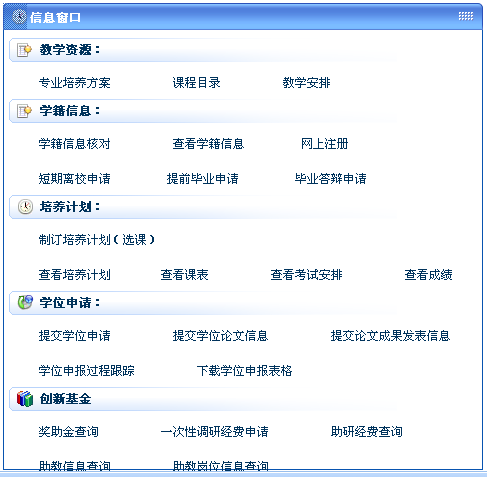 信息窗口
教学资源：
专业培养方案 课程目录 教学安排
学籍信息：
学籍信息核对 查看学籍信息 网上注册
短期离校申请 提前毕业申请 毕业答辩申请
培养计划：
制订培养计划（选课）
查看培养计划 查看课表 查看考试安排 查看成绩
学位申请：
提交学位申请 提交学位论文信息 提交论文成果发表信息
学位申报过程跟踪 下载学位申报表格
创新基金
奖助金查询 一次性调研经费申请 助研经费查询
助教信息查询 助教岗位信息查询